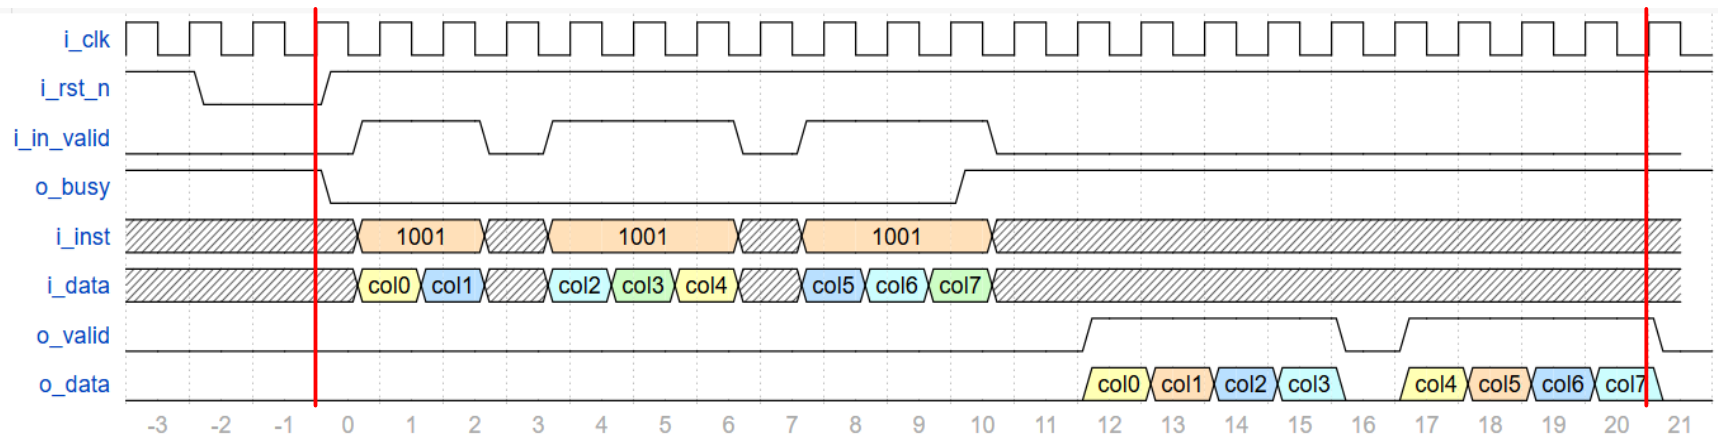 i_clk
i_rst_n
i_in_valid
o_busy
i_inst 1001 1001 1001
i_data col0 col1 col2 col3 col4 col5 col6 col7
o_valid
o_data col0 col1 col2 col3 col4 col5 col6 col7
-3 -2 -1 0 1 2 3 4 5 6 7 8 9 10 11 12 13 14 15 16 17 18 19 20 21